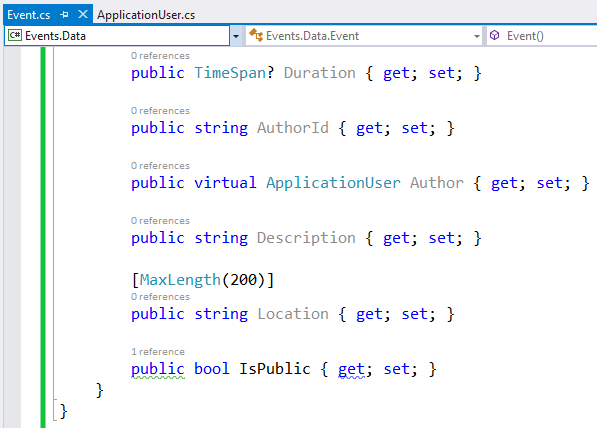 Event.cs ApplicationUser.cs
C# Events.Data Events.Data.Event Event()
0 references
public TimeSpan? Duration { get; set; }
0 references
public string AuthorId { get; set; }
0 references
public virtual ApplicationUser Author { get; set; }
0 references
public string Description { get; set; }
[MaxLength(200)]
0 references
public string Location { get; set; }
1 reference
public bool IsPublic { get; set; }
}
}